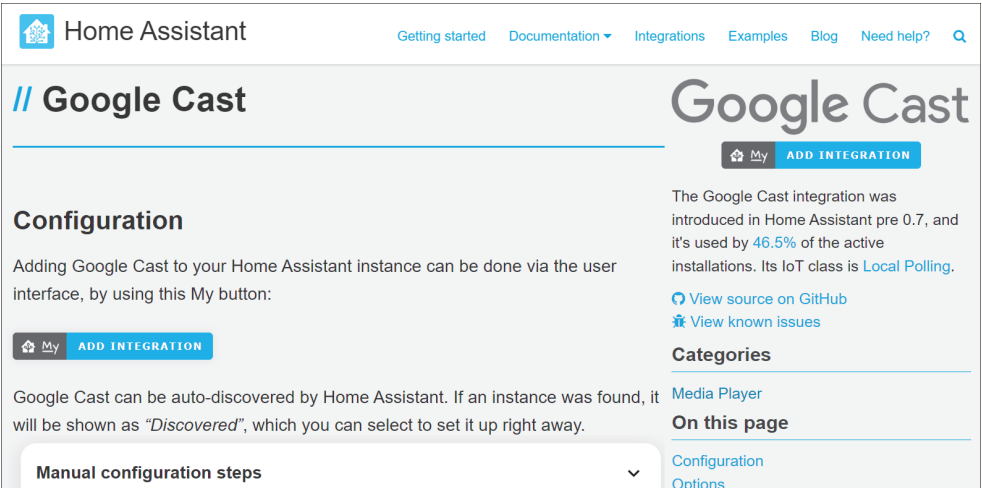 Home Assistant
Getting started Documentation Integrations Examples Blog Need help?
// Google Cast
Configuration
Adding Google Cast to your Home Assistant instance can be done via the user
interface, by using this My button:
My ADD INTEGRATION
Google Cast can be auto-discovered by Home Assistant. If an instance was found, it
will be shown as “Discovered”, which you can select to set it up right away.
Manual configuration steps
Google Cast
My ADD INTEGRATION
The Google Cast integration was
introduced in Home Assistant pre 0.7, and
it's used by 46.5% of the active
installations. Its IoT class is Local Polling.
View source on GitHub
View known issues
Categories
Media Player
On this page
Configuration
Options